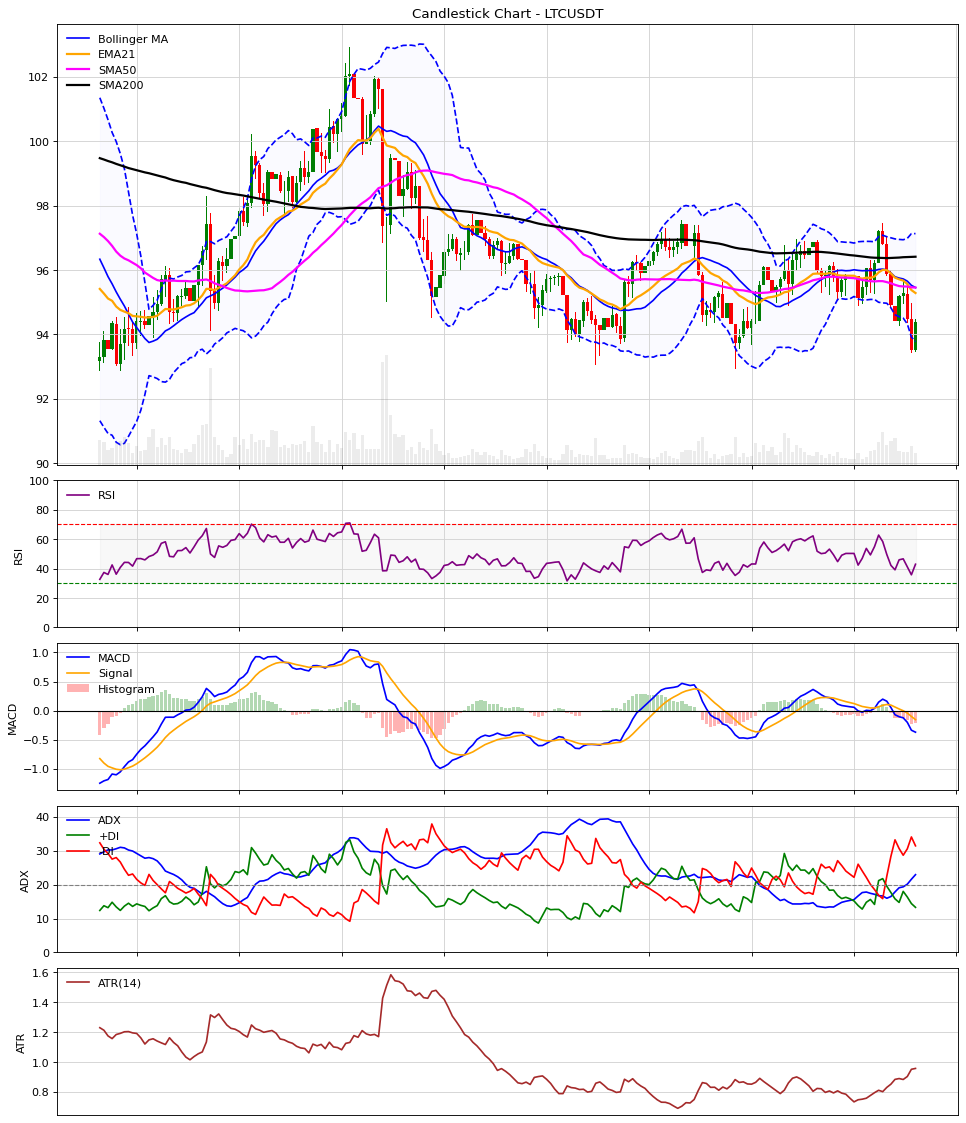 Candlestick Chart - LTCUSDT
Bollinger MA
EMA21
SMA50
SMA200
102
100
98
96
94
92
90
RSI
RSI
100
80
60
40
20
0
MACD
Signal
Histogram
MACD
1.0
0.5
0.0
−0.5
−1.0
ADX
+DI
-DI
ADX
40
30
20
10
0
ATR(14)
ATR
1.6
1.4
1.2
1.0
0.8